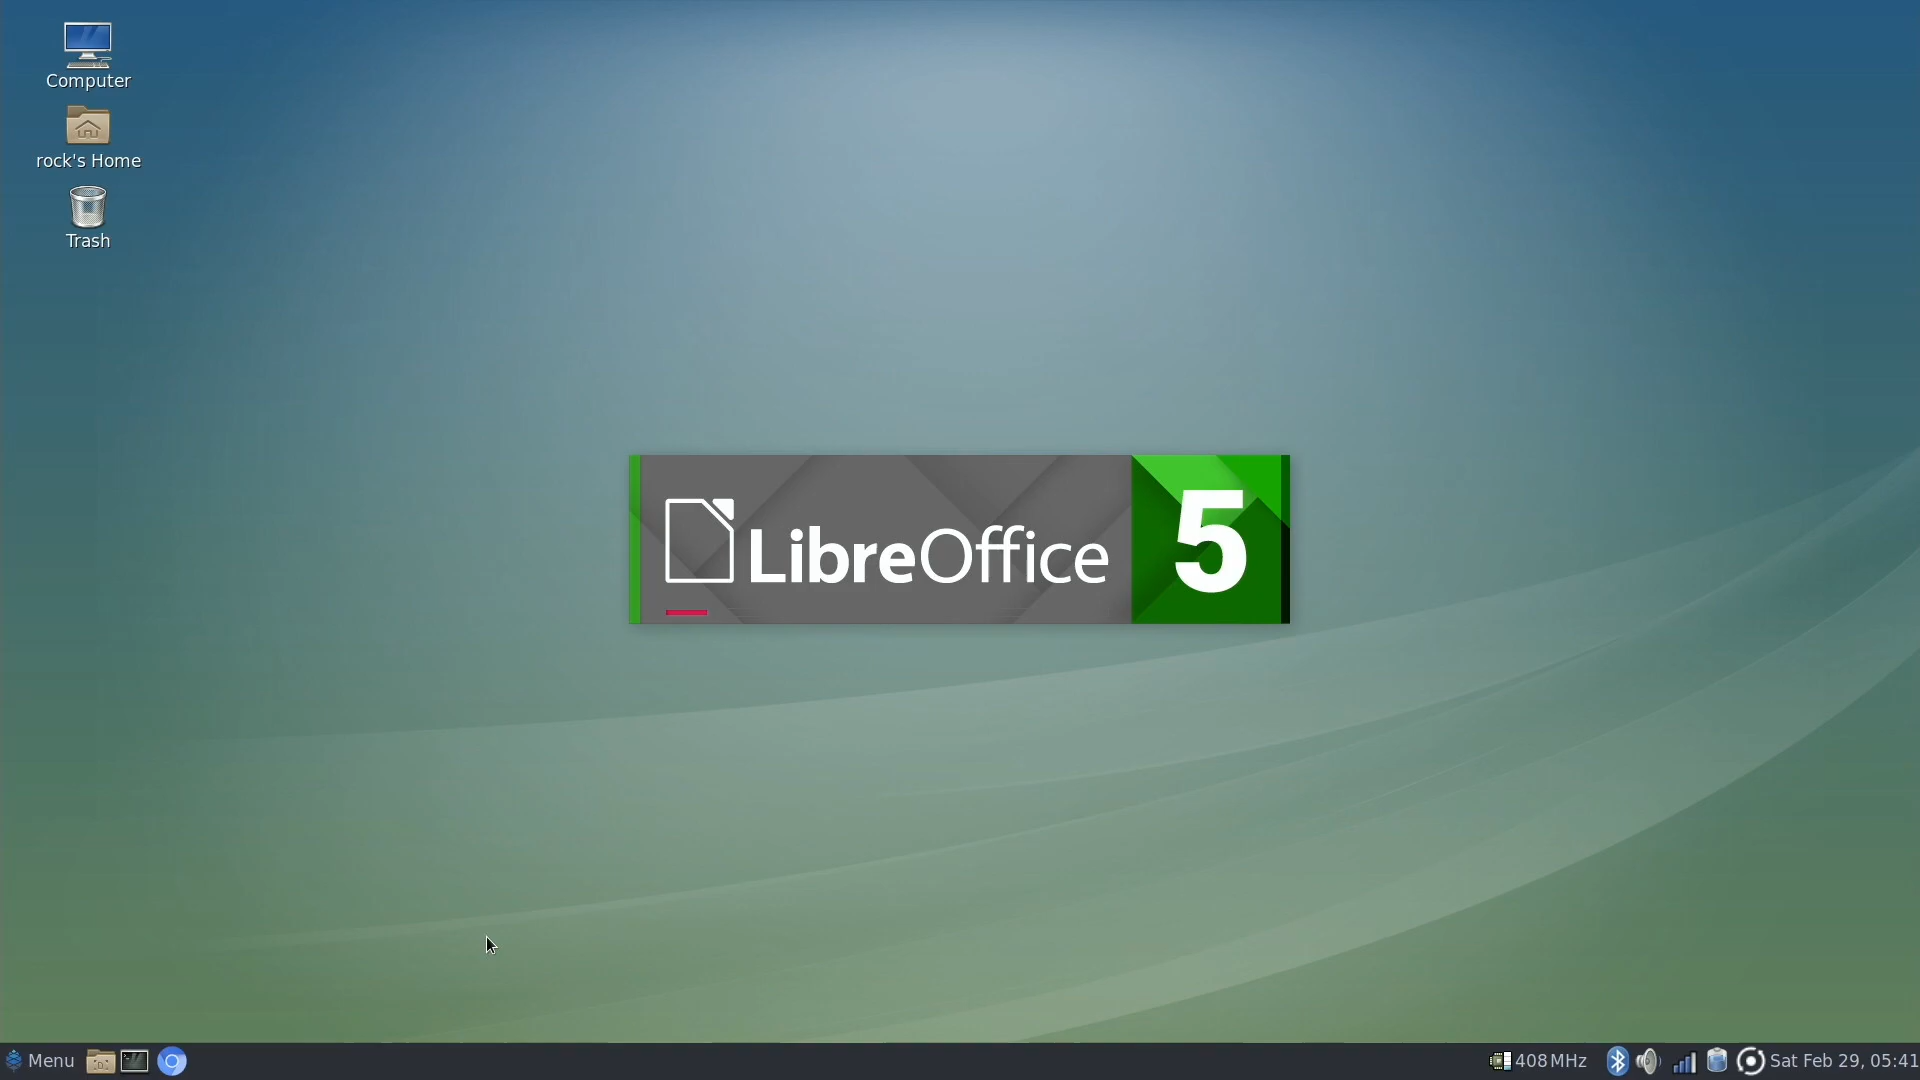 Computer
rock's Home
Trash
LibreOffice 5
Menu
408 MHz
Sat Feb 29, 05:41